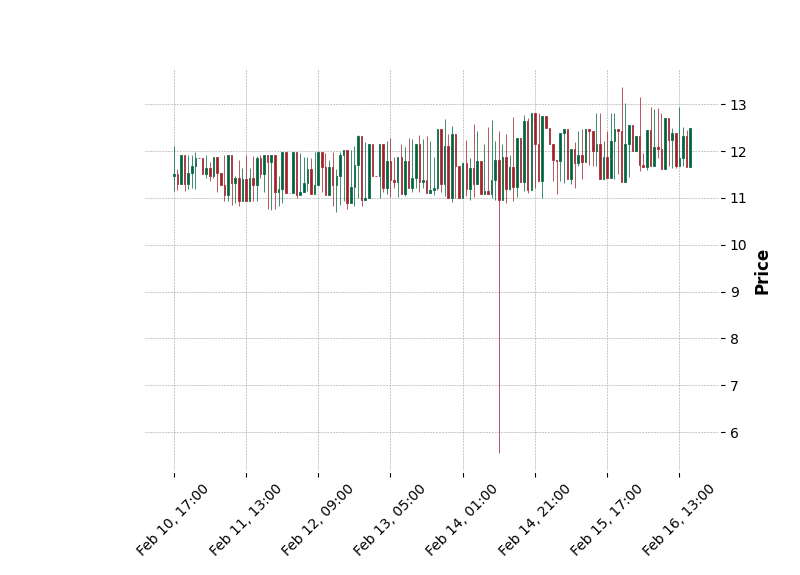 13
12
11
10
9
8
7
6
Price
Feb 10, 17:00
Feb 11, 13:00
Feb 12, 09:00
Feb 13, 05:00
Feb 14, 01:00
Feb 14, 21:00
Feb 15, 17:00
Feb 16, 13:00